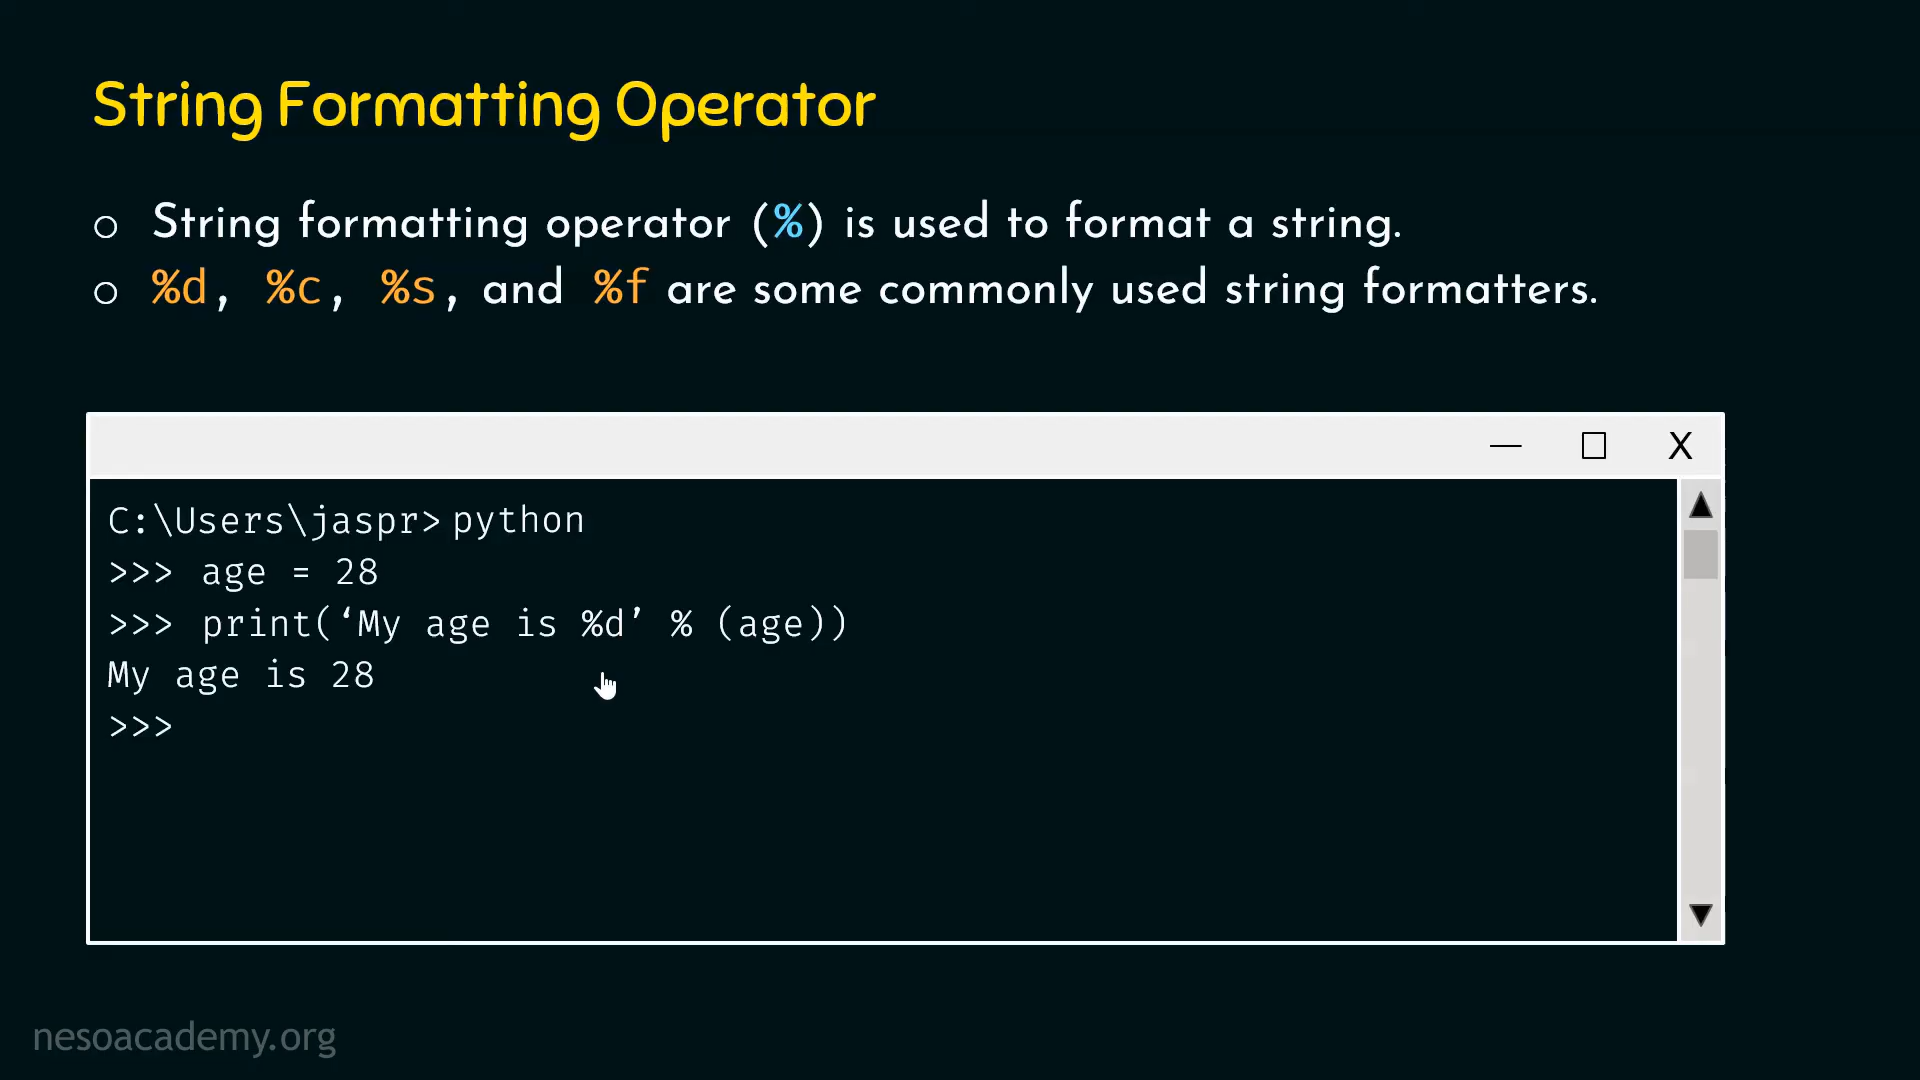 String Formatting Operator
○ String formatting operator (%) is used to format a string.
○ %d, %c, %s, and %f are some commonly used string formatters.
— □ X
C:\Users\jaspr> python
>>> age = 28
>>> print(‘My age is %d’ % (age))
My age is 28
>>>
nesoacademy.org